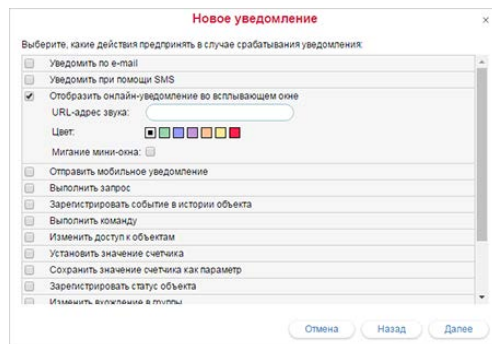 Новое уведомление
Выберите, какие действия предпринять в случае срабатывания уведомления:
Уведомить по e-mail
Уведомить при помощи SMS
Отобразить онлайн-уведомление во всплывающем окне
URL-адрес звука:
Цвет:
Мигание мини-окна:
Отправить мобильное уведомление
Выполнить запрос
Зарегистрировать событие в истории объекта
Выполнить команду
Изменить доступ к объектам
Установить значение счетчика
Сохранить значение счетчика как параметр
Зарегистрировать статус объекта
Изменить вхождение в группы
Отмена Назад Далее